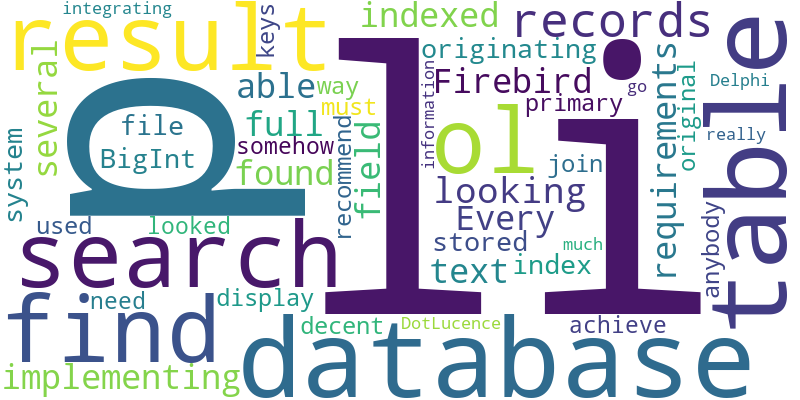 integrating
result
keys
indexed
records
several
able
way
originating
Firebird
requirements
table
p
file
BigInt
full
must
somehow
found
recommend
field
information
li
ol
primary
go
original
Delphi
really
system
used
looked
looking
Every
join
stored
text
index
much
anybody
search
find
need
display
decent
DotLucence
achieve
implementing
database